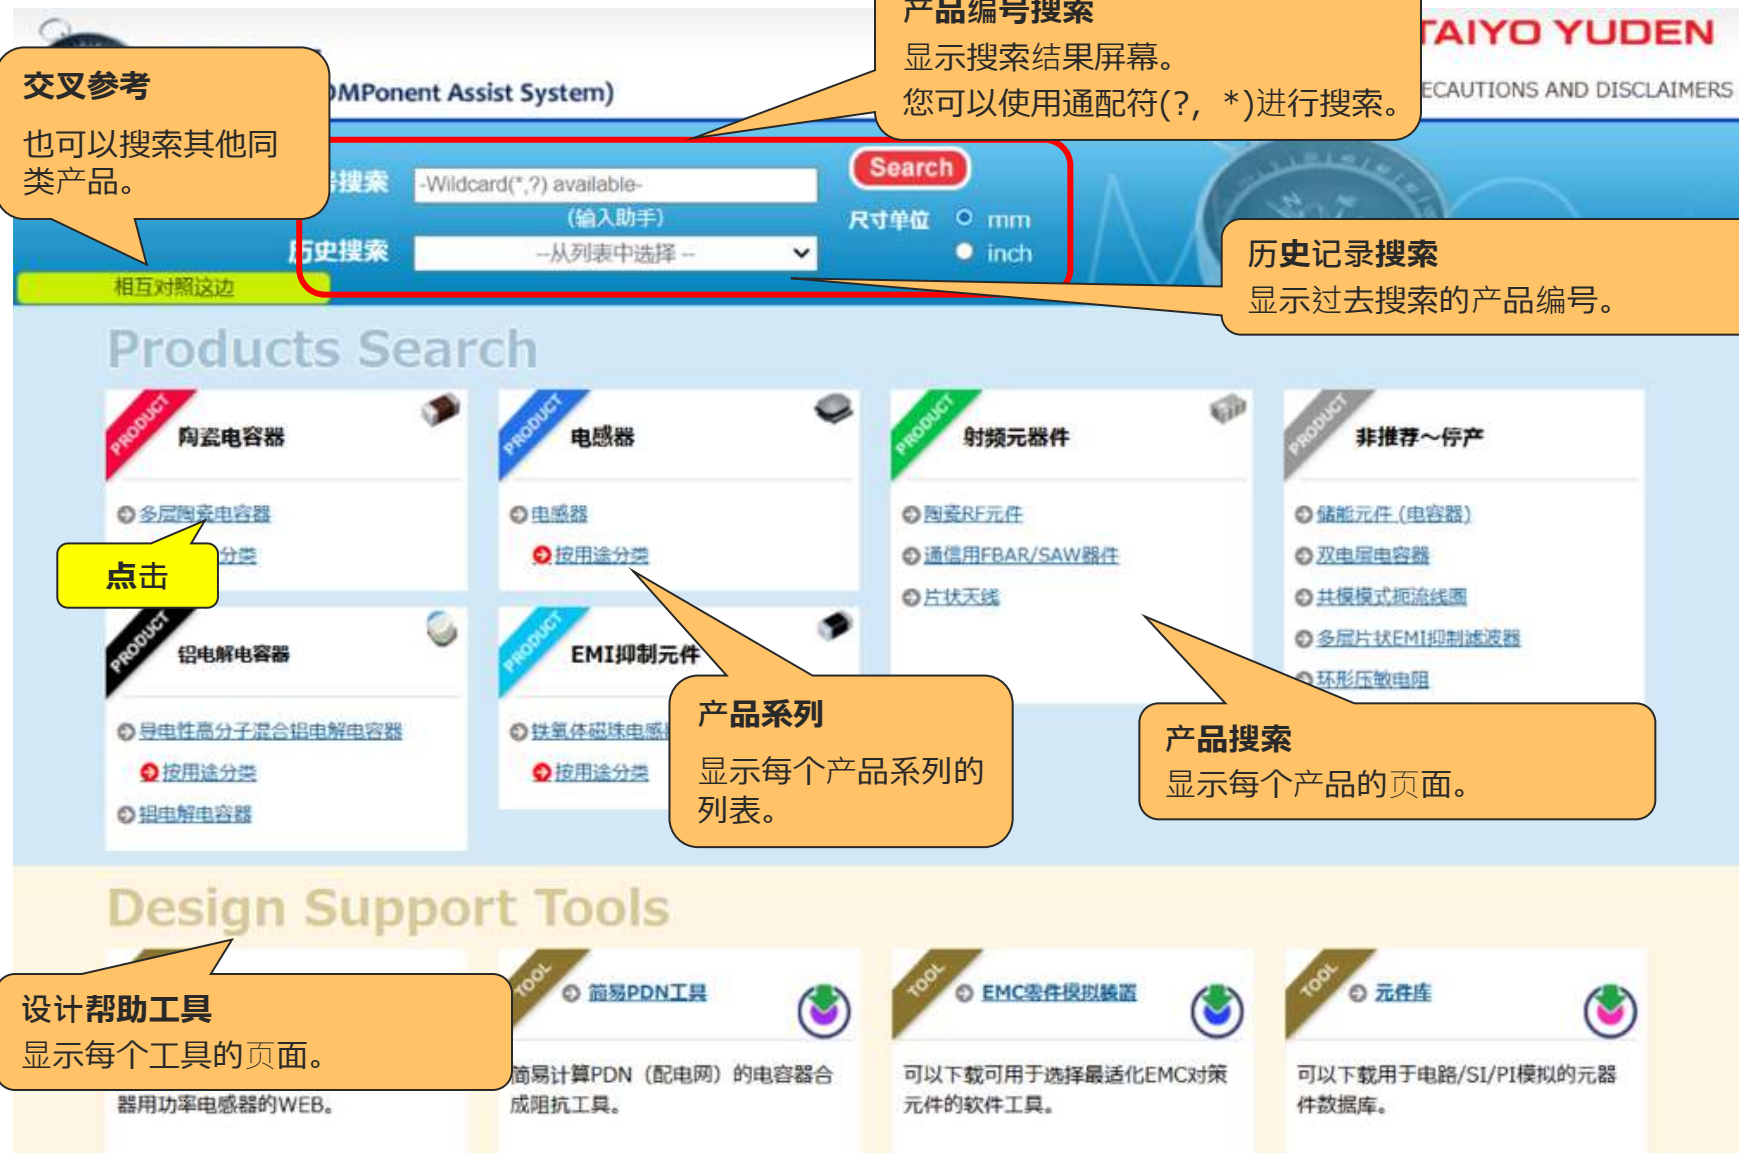 产品编号搜索
显示搜索结果屏幕。
您可以使用通配符(?, *)进行搜索。
TAIYO YUDEN
ECAUTIONS AND DISCLAIMERS
交叉参考
也可以搜索其他同
类产品。
OMPonent Assist System)
搜索
-Wildcard(*,?) available-
(输入助手)
Search
尺寸单位
mm
inch
历史搜索
--从列表中选择 --
相互对照这边
历史记录搜索
显示过去搜索的产品编号。
Products Search
PRODUCT
陶瓷电容器
多层陶瓷电容器
分类
点击
PRODUCT
电感器
电感器
按用途分类
PRODUCT
射频元器件
陶瓷RF元件
通信用FBAR/SAW器件
片状天线
PRODUCT
非推荐～停产
储能元件 (电容器)
双电层电容器
共模模式扼流线圈
多层片状EMI抑制滤波器
环形压敏电阻
PRODUCT
铝电解电容器
导电性高分子混合铝电解电容器
按用途分类
铝电解电容器
PRODUCT
EMI抑制元件
铁氧体磁珠电感
按用途分类
产品系列
显示每个产品系列的
列表。
产品搜索
显示每个产品的页面。
Design Support Tools
设计帮助工具
显示每个工具的页面。
器用功率电感器的WEB。
TOOL
简易PDN工具
简易计算PDN（配电网）的电容器合
成阻抗工具。
TOOL
EMC零件模拟装置
可以下载可用于选择最适化EMC对策
元件的软件工具。
TOOL
元件库
可以下载用于电路/SI/PI模拟的元器
件数据库。